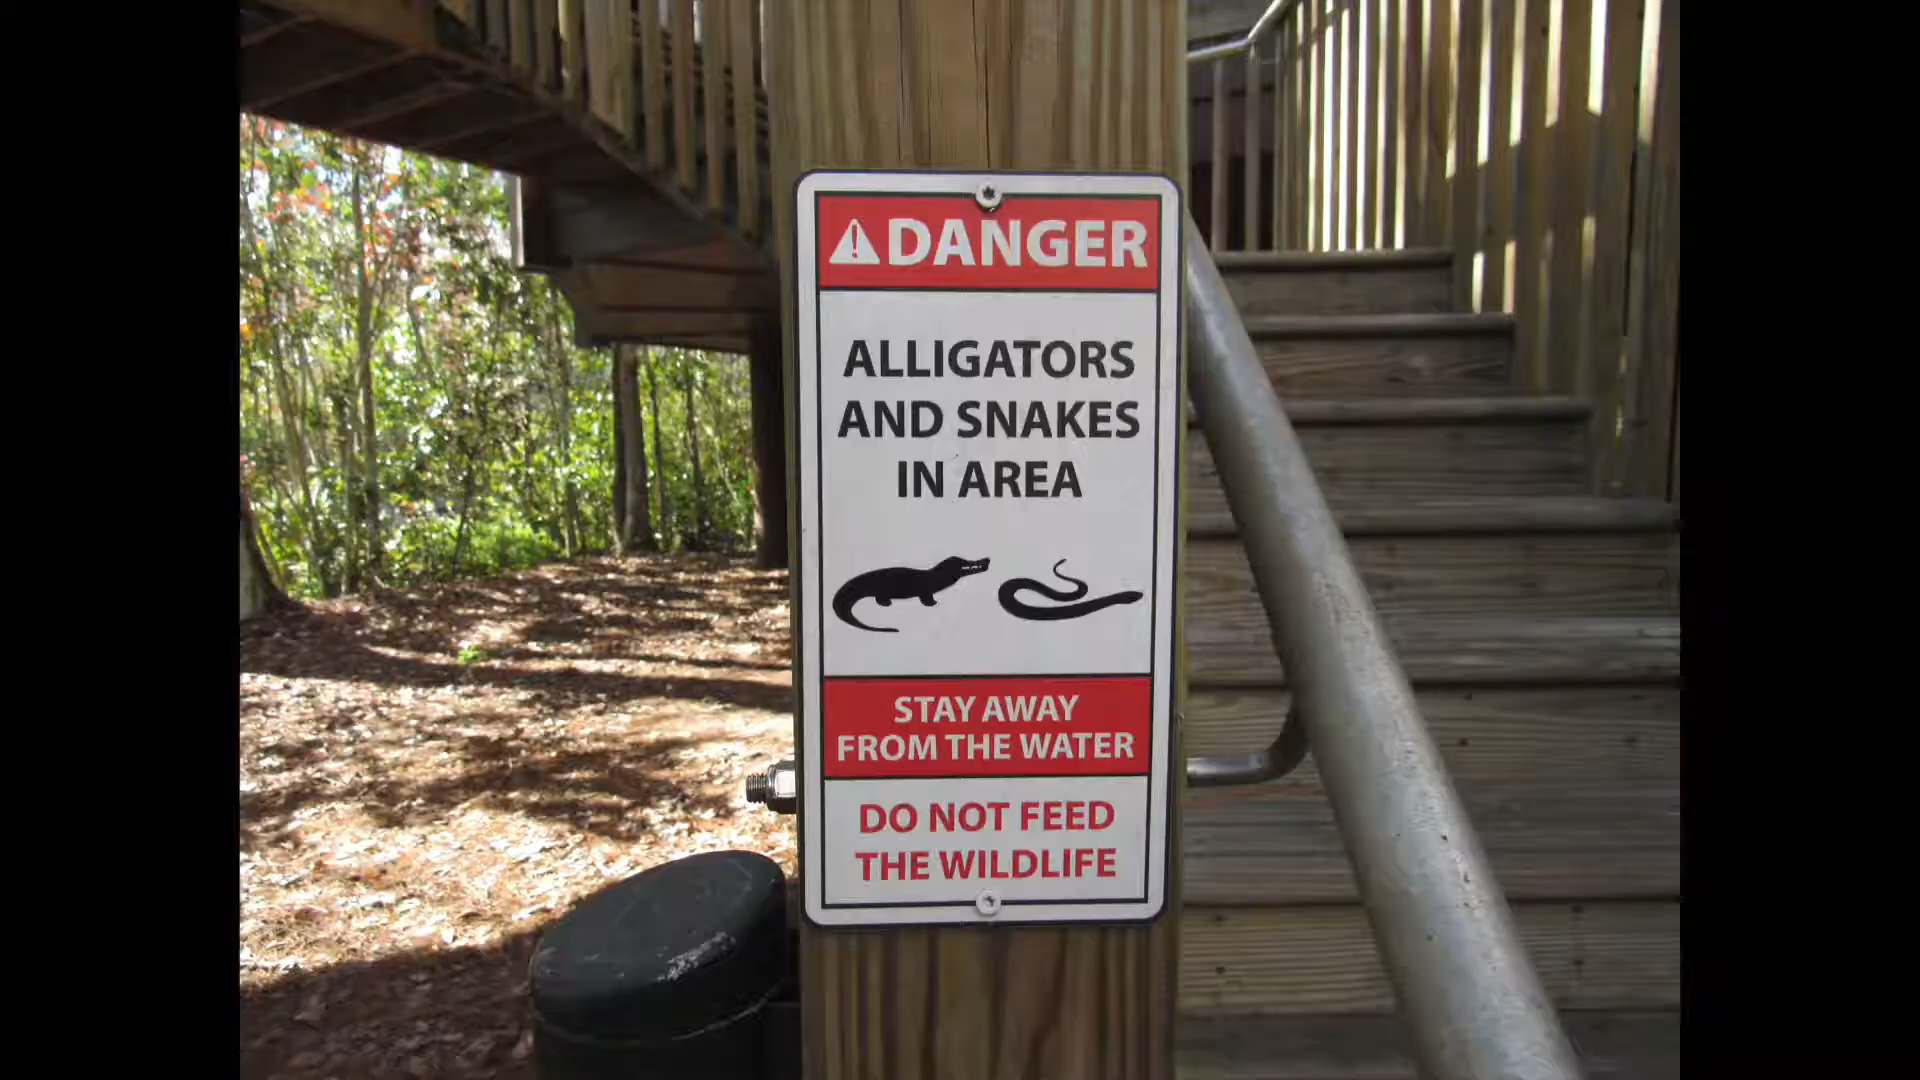 DANGER
ALLIGATORS
AND SNAKES
IN AREA
STAY AWAY
FROM THE WATER
DO NOT FEED
THE WILDLIFE